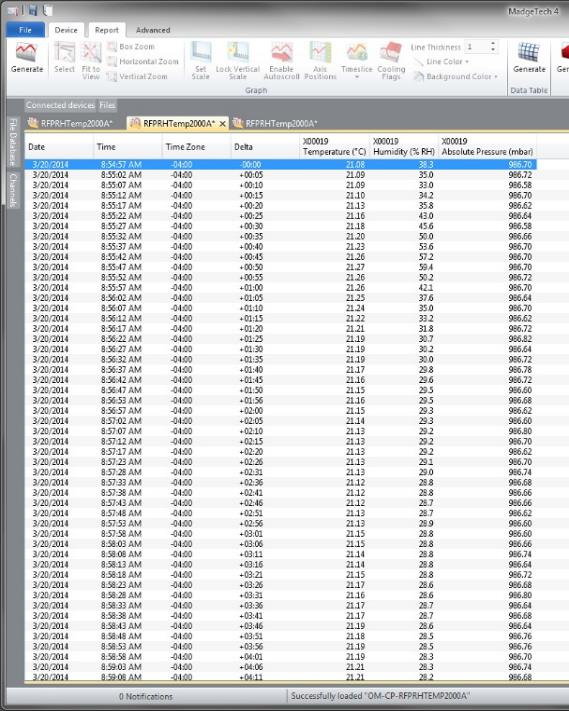 MadgeTech 4
File Device Report Advanced
Generate
Select
Fit to View
Box Zoom
Horizontal Zoom
Vertical Zoom
Set Scale
Lock Vertical Scale
Enable Autoscroll
Axis Positions
Timeslice
Cooling Flags
Line Thickness 1
Line Color
Background Color
Generate
Graph
Data Table
Connected devices Files
File Database
Channels
RFPRHTemp2000A* RFPRHTemp2000A* x RFPRHTemp2000A*
Date Time Time Zone Delta X00019 Temperature (°C) X00019 Humidity (% RH) X00019 Absolute Pressure (mbar)
3/20/2014 8:54:57 AM -04:00 -00:00 21.08 38.3 986.70
3/20/2014 8:55:02 AM -04:00 +00:05 21.09 35.0 986.72
3/20/2014 8:55:07 AM -04:00 +00:10 21.09 33.0 986.58
3/20/2014 8:55:12 AM -04:00 +00:15 21.10 34.2 986.70
3/20/2014 8:55:17 AM -04:00 +00:20 21.13 35.8 986.62
3/20/2014 8:55:22 AM -04:00 +00:25 21.16 43.0 986.64
3/20/2014 8:55:27 AM -04:00 +00:30 21.18 45.6 986.58
3/20/2014 8:55:32 AM -04:00 +00:35 21.20 50.0 986.66
3/20/2014 8:55:37 AM -04:00 +00:40 21.23 53.6 986.70
3/20/2014 8:55:42 AM -04:00 +00:45 21.26 57.2 986.70
3/20/2014 8:55:47 AM -04:00 +00:50 21.27 59.4 986.70
3/20/2014 8:55:52 AM -04:00 +00:55 21.26 50.2 986.72
3/20/2014 8:55:57 AM -04:00 +01:00 21.26 42.1 986.70
3/20/2014 8:56:02 AM -04:00 +01:05 21.25 37.6 986.64
3/20/2014 8:56:07 AM -04:00 +01:10 21.24 35.0 986.70
3/20/2014 8:56:12 AM -04:00 +01:15 21.22 33.2 986.62
3/20/2014 8:56:17 AM -04:00 +01:20 21.21 31.8 986.72
3/20/2014 8:56:22 AM -04:00 +01:25 21.19 30.7 986.82
3/20/2014 8:56:27 AM -04:00 +01:30 21.19 30.2 986.64
3/20/2014 8:56:32 AM -04:00 +01:35 21.19 30.0 986.72
3/20/2014 8:56:37 AM -04:00 +01:40 21.17 29.8 986.78
3/20/2014 8:56:42 AM -04:00 +01:45 21.16 29.6 986.72
3/20/2014 8:56:47 AM -04:00 +01:50 21.15 29.5 986.60
3/20/2014 8:56:53 AM -04:00 +01:56 21.16 29.5 986.68
3/20/2014 8:56:57 AM -04:00 +02:00 21.15 29.3 986.62
3/20/2014 8:57:02 AM -04:00 +02:05 21.14 29.3 986.60
3/20/2014 8:57:07 AM -04:00 +02:10 21.13 29.2 986.80
3/20/2014 8:57:12 AM -04:00 +02:15 21.13 29.2 986.70
3/20/2014 8:57:17 AM -04:00 +02:20 21.13 29.2 986.62
3/20/2014 8:57:23 AM -04:00 +02:26 21.13 29.1 986.70
3/20/2014 8:57:28 AM -04:00 +02:31 21.13 29.0 986.74
3/20/2014 8:57:33 AM -04:00 +02:36 21.12 28.8 986.68
3/20/2014 8:57:38 AM -04:00 +02:41 21.12 28.8 986.66
3/20/2014 8:57:43 AM -04:00 +02:46 21.12 28.7 986.66
3/20/2014 8:57:48 AM -04:00 +02:51 21.13 28.7 986.62
3/20/2014 8:57:53 AM -04:00 +02:56 21.13 28.9 986.60
3/20/2014 8:57:58 AM -04:00 +03:01 21.15 28.8 986.60
3/20/2014 8:58:03 AM -04:00 +03:06 21.15 28.8 986.66
3/20/2014 8:58:08 AM -04:00 +03:11 21.14 28.8 986.74
3/20/2014 8:58:13 AM -04:00 +03:16 21.14 28.8 986.64
3/20/2014 8:58:18 AM -04:00 +03:21 21.15 28.8 986.72
3/20/2014 8:58:23 AM -04:00 +03:26 21.17 28.6 986.68
3/20/2014 8:58:28 AM -04:00 +03:31 21.16 28.6 986.80
3/20/2014 8:58:33 AM -04:00 +03:36 21.17 28.7 986.64
3/20/2014 8:58:38 AM -04:00 +03:41 21.17 28.7 986.68
3/20/2014 8:58:43 AM -04:00 +03:46 21.19 28.6 986.64
3/20/2014 8:58:48 AM -04:00 +03:51 21.18 28.5 986.76
3/20/2014 8:58:53 AM -04:00 +03:56 21.19 28.5 986.76
3/20/2014 8:58:58 AM -04:00 +04:01 21.19 28.3 986.70
3/20/2014 8:59:03 AM -04:00 +04:06 21.21 28.3 986.74
3/20/2014 8:59:08 AM -04:00 +04:11 21.21 28.2 986.68
0 Notifications Successfully loaded "OM-CP-RFPRHTEMP2000A"